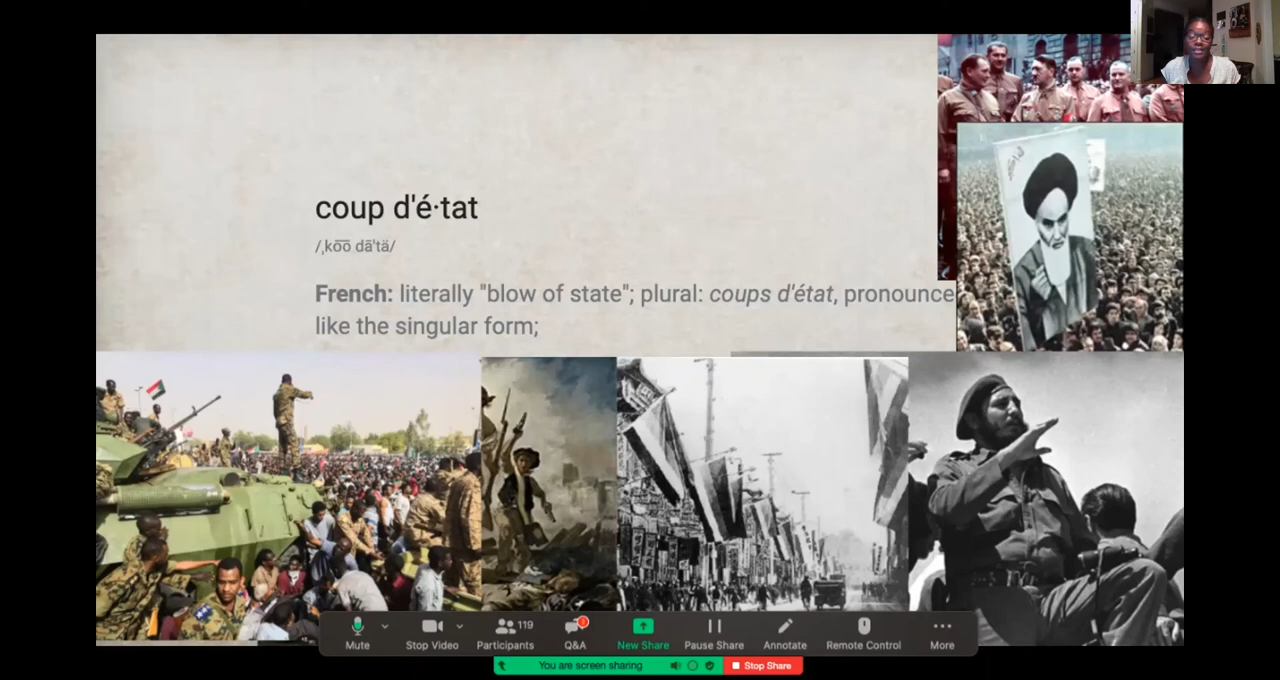 coup d'é·tat
/ˌko͞o dāˈtä/
French: literally "blow of state"; plural: coups d'état, pronounce
like the singular form;
119
Mute
Stop Video
Participants
Q&A
New Share
Pause Share
Annotate
Remote Control
More
You are screen sharing
Stop Share